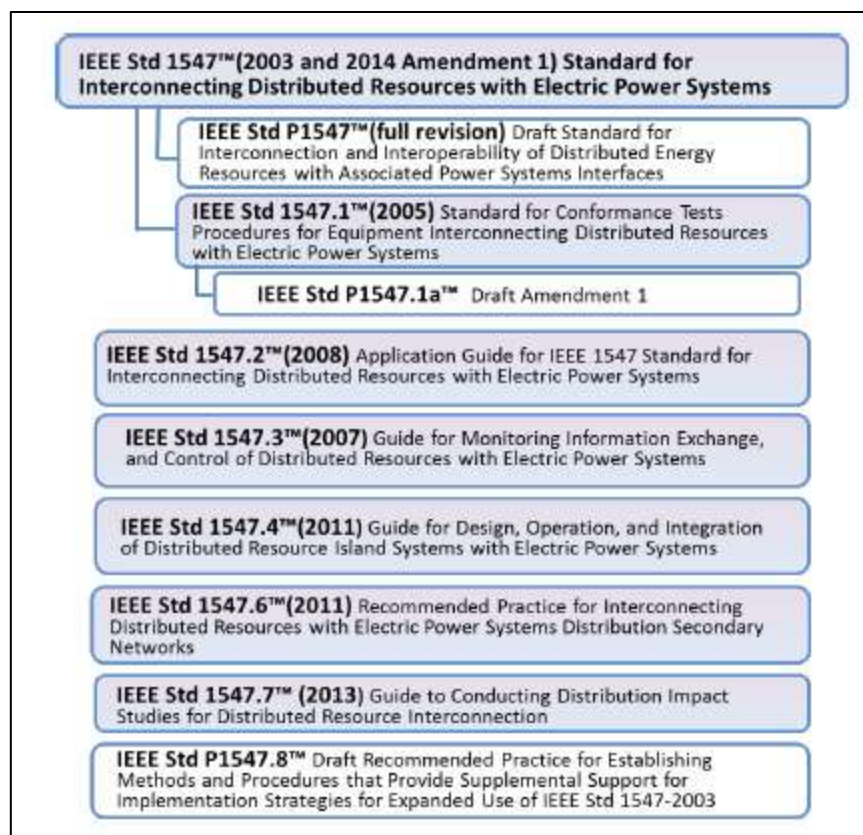 IEEE Std 1547™(2003 and 2014 Amendment 1) Standard for
Interconnecting Distributed Resources with Electric Power Systems
IEEE Std P1547™(full revision) Draft Standard for
Interconnection and Interoperability of Distributed Energy
Resources with Associated Power Systems Interfaces
IEEE Std 1547.1™(2005) Standard for Conformance Tests
Procedures for Equipment Interconnecting Distributed Resources
with Electric Power Systems
IEEE Std P1547.1a™ Draft Amendment 1
IEEE Std 1547.2™(2008) Application Guide for IEEE 1547 Standard for
Interconnecting Distributed Resources with Electric Power Systems
IEEE Std 1547.3™(2007) Guide for Monitoring Information Exchange,
and Control of Distributed Resources with Electric Power Systems
IEEE Std 1547.4™(2011) Guide for Design, Operation, and Integration
of Distributed Resource Island Systems with Electric Power Systems
IEEE Std 1547.6™(2011) Recommended Practice for Interconnecting
Distributed Resources with Electric Power Systems Distribution Secondary
Networks
IEEE Std 1547.7™ (2013) Guide to Conducting Distribution Impact
Studies for Distributed Resource Interconnection
IEEE Std P1547.8™ Draft Recommended Practice for Establishing
Methods and Procedures that Provide Supplemental Support for
Implementation Strategies for Expanded Use of IEEE Std 1547-2003